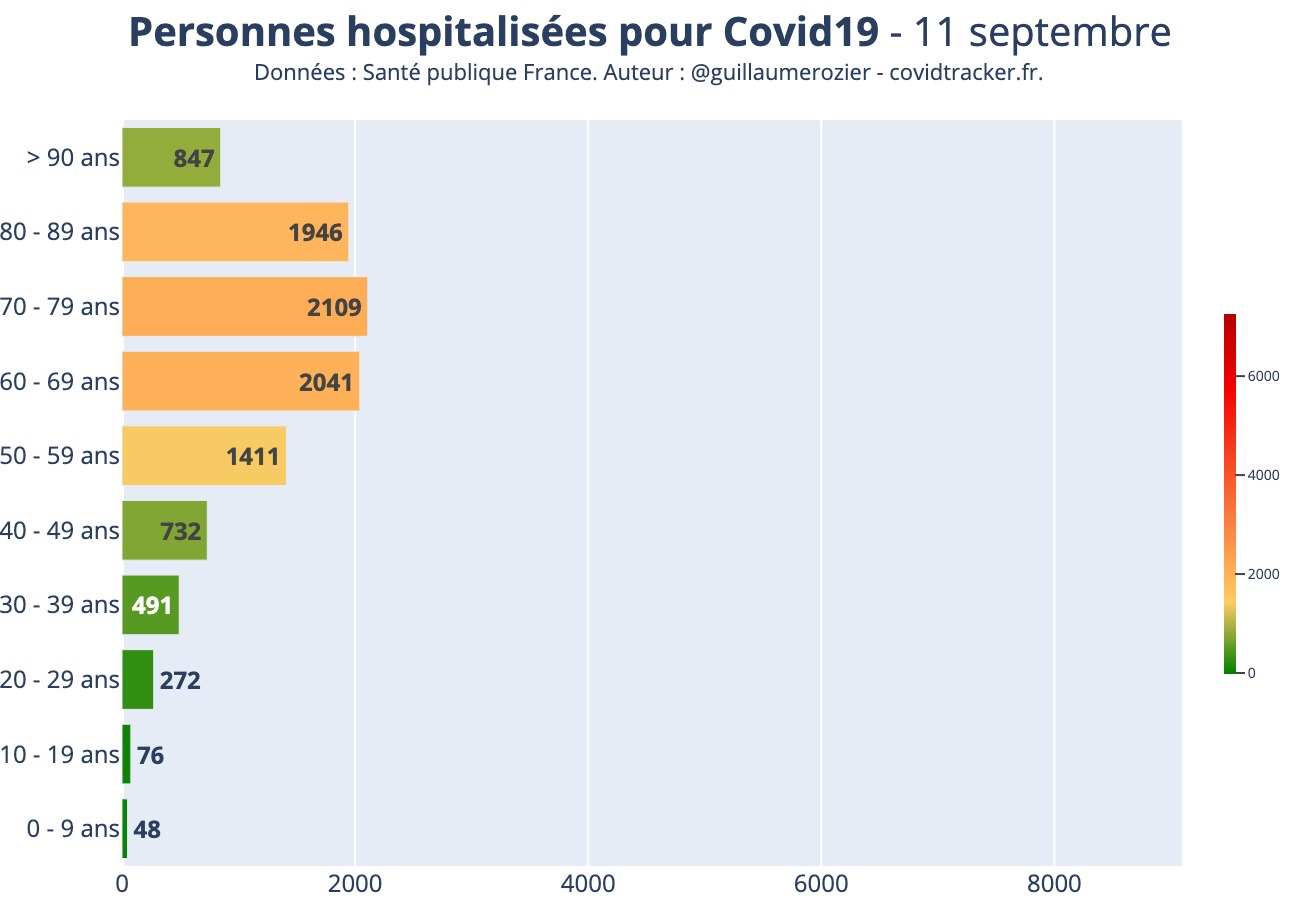 Personnes hospitalisées pour Covid19 - 11 septembre
Données : Santé publique France. Auteur : @guillaumerozier - covidtracker.fr.
> 90 ans 847
80 - 89 ans 1946
70 - 79 ans 2109
60 - 69 ans 2041
50 - 59 ans 1411
40 - 49 ans 732
30 - 39 ans 491
20 - 29 ans 272
10 - 19 ans 76
0 - 9 ans 48
0 2000 4000 6000 8000
6000
4000
2000
0